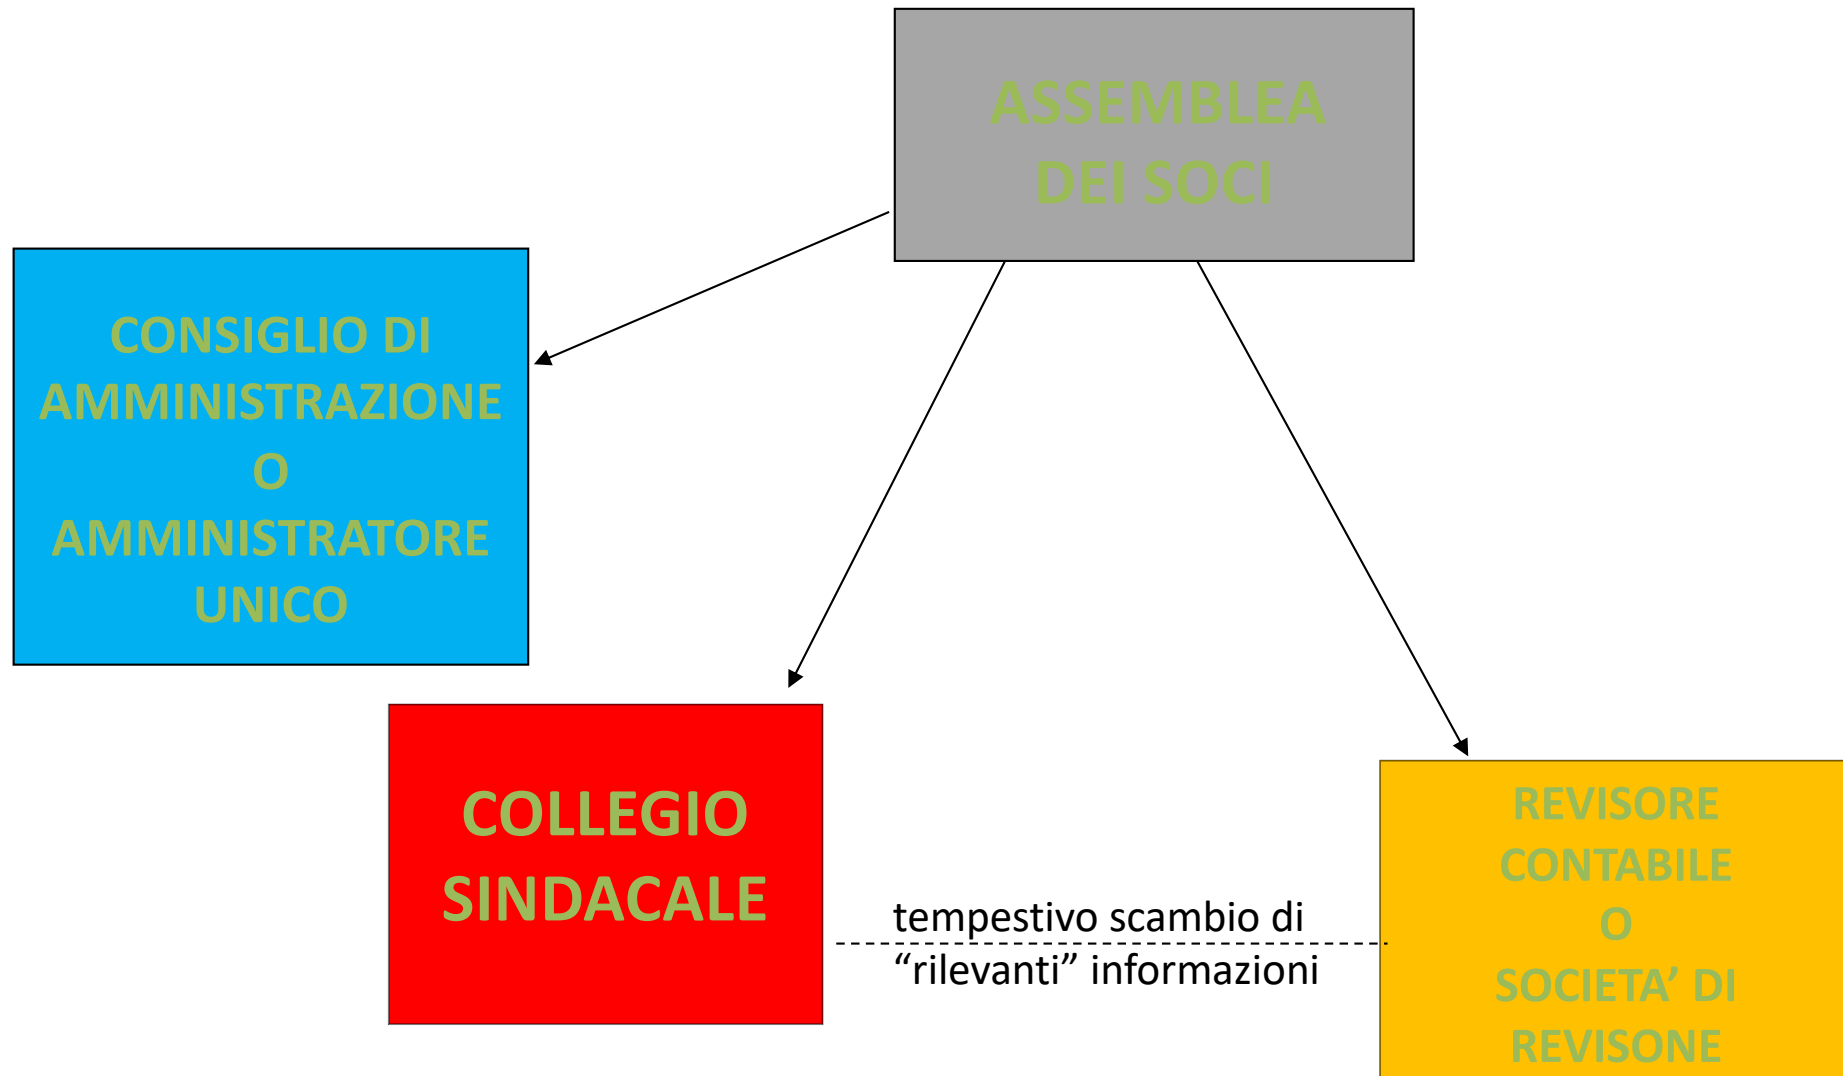 ASSEMBLEA
DEI SOCI
CONSIGLIO DI
AMMINISTRAZIONE
O
AMMINISTRATORE
UNICO
COLLEGIO
SINDACALE
tempestivo scambio di
“rilevanti” informazioni
REVISORE
CONTABILE
O
SOCIETA’ DI
REVISONE